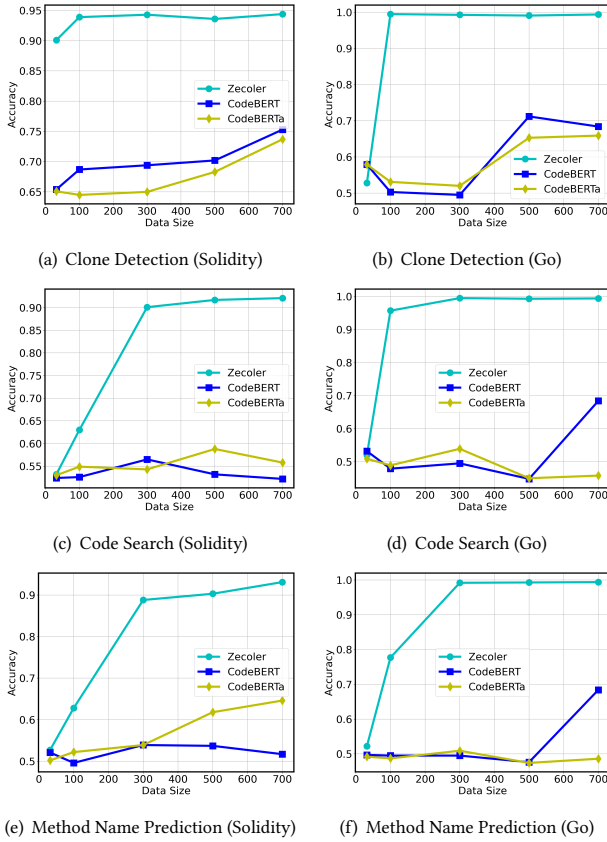 0.95
0.90
0.85
0.80
0.75
0.70
0.65
Accuracy
Zecoler
CodeBERT
CodeBERTa
0 100 200 300 400 500 600 700
Data Size
(a) Clone Detection (Solidity)
1.0
0.9
0.8
0.7
0.6
0.5
Accuracy
Zecoler
CodeBERT
CodeBERTa
0 100 200 300 400 500 600 700
Data Size
(b) Clone Detection (Go)
0.90
0.85
0.80
0.75
0.70
0.65
0.60
0.55
Accuracy
Zecoler
CodeBERT
CodeBERTa
0 100 200 300 400 500 600 700
Data Size
(c) Code Search (Solidity)
1.0
0.9
0.8
0.7
0.6
0.5
Accuracy
Zecoler
CodeBERT
CodeBERTa
0 100 200 300 400 500 600 700
Data Size
(d) Code Search (Go)
0.9
0.8
0.7
0.6
0.5
Accuracy
Zecoler
CodeBERT
CodeBERTa
0 100 200 300 400 500 600 700
Data Size
(e) Method Name Prediction (Solidity)
1.0
0.9
0.8
0.7
0.6
0.5
Accuracy
Zecoler
CodeBERT
CodeBERTa
0 100 200 300 400 500 600 700
Data Size
(f) Method Name Prediction (Go)